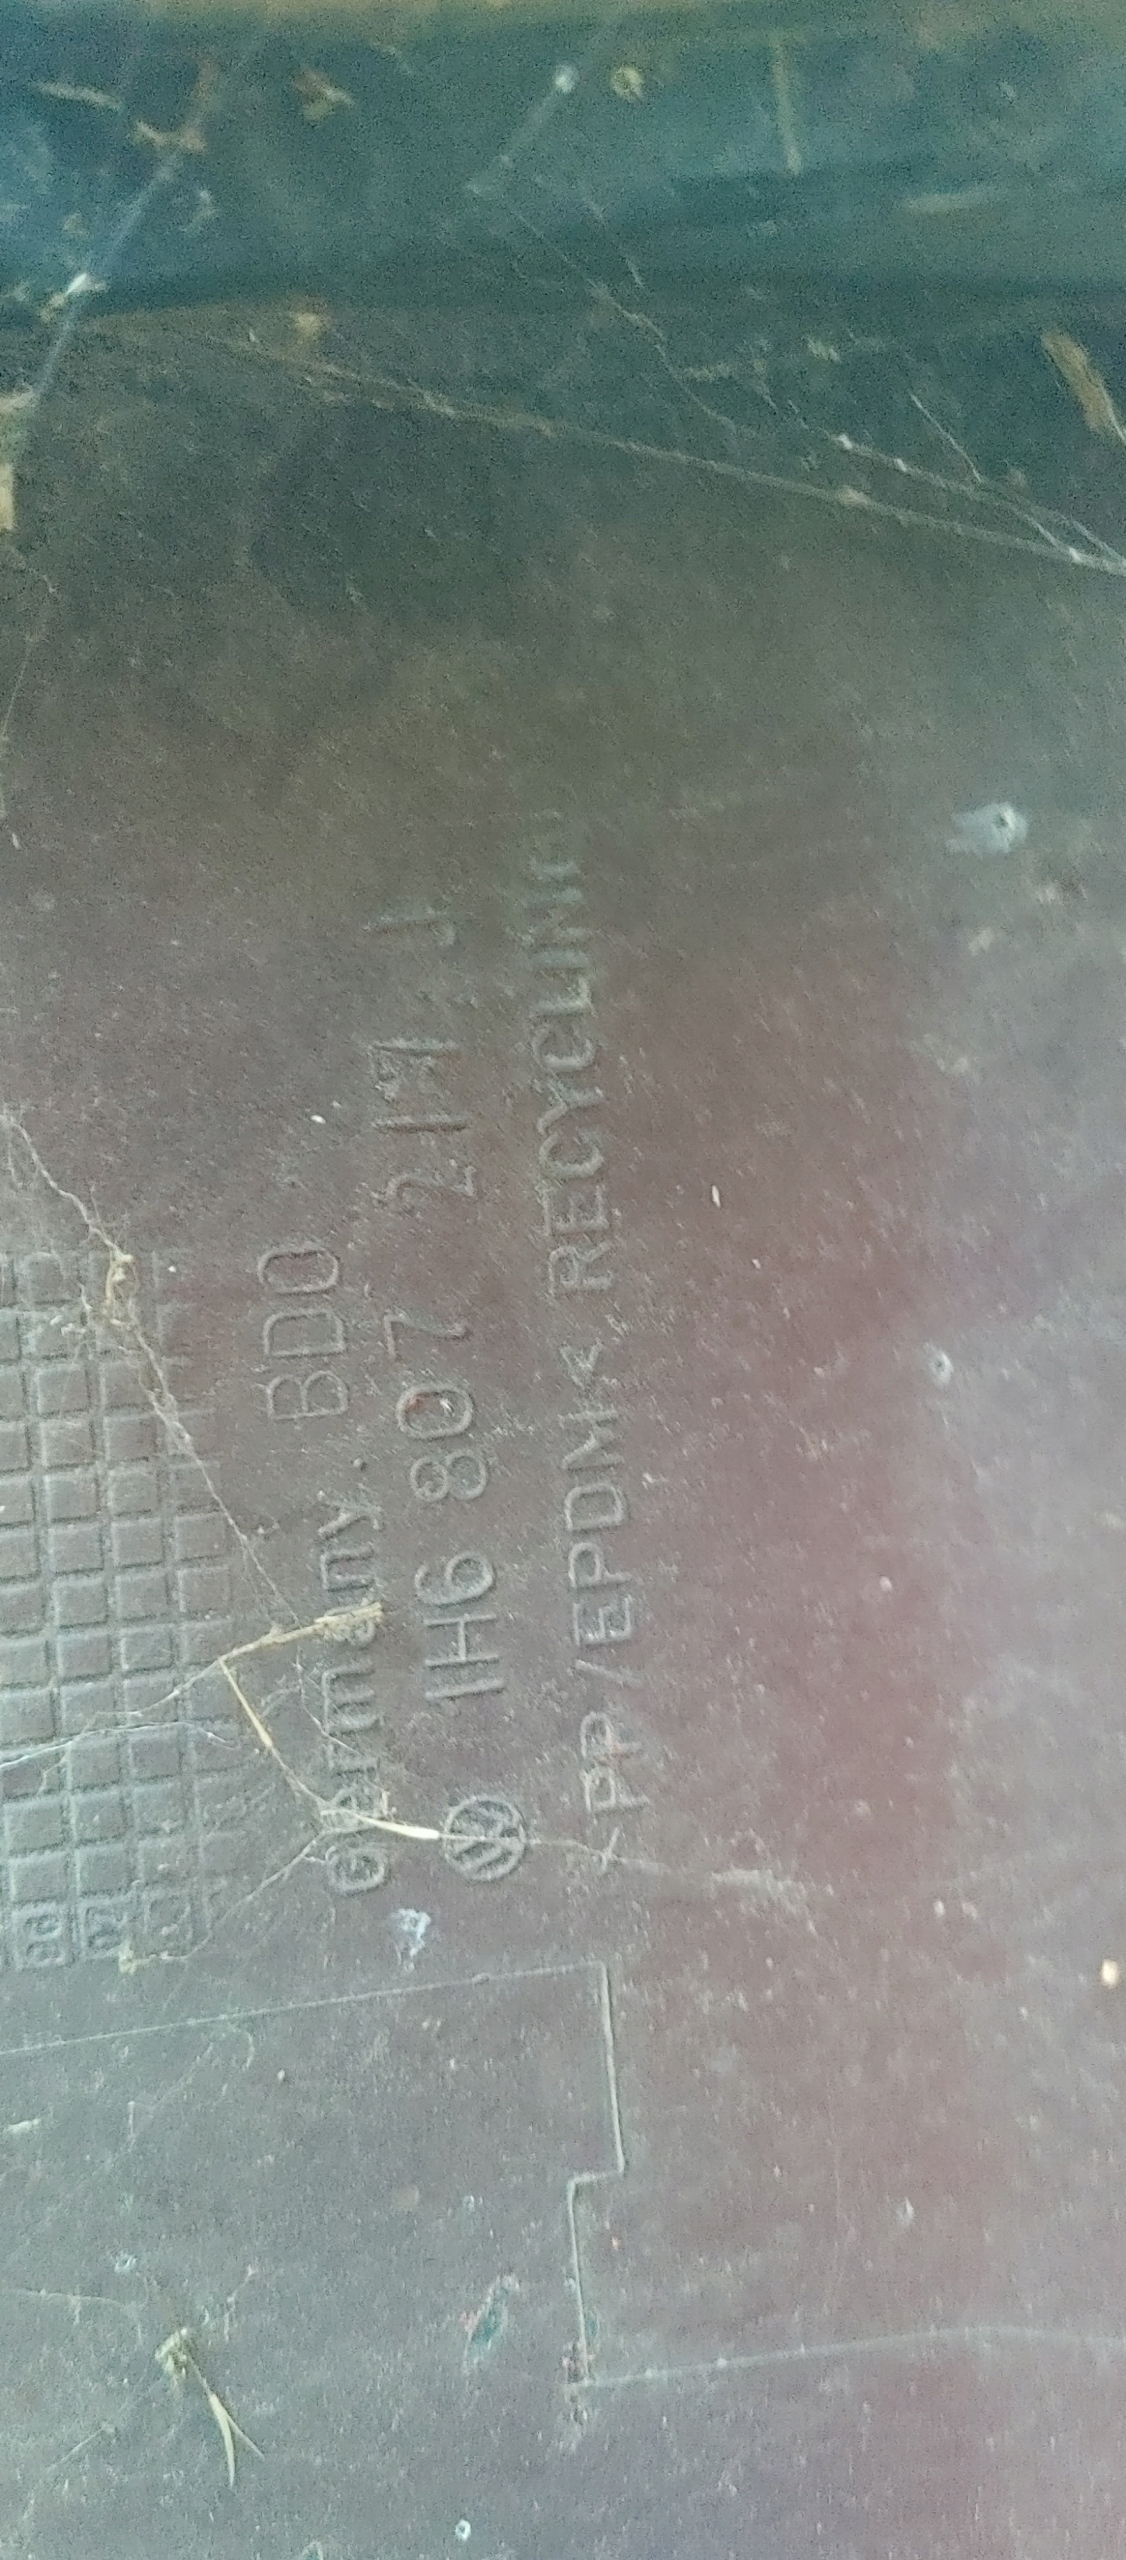 Germany. BDO
1H6 807 217 J
>PP/EPDM< RECYCLING